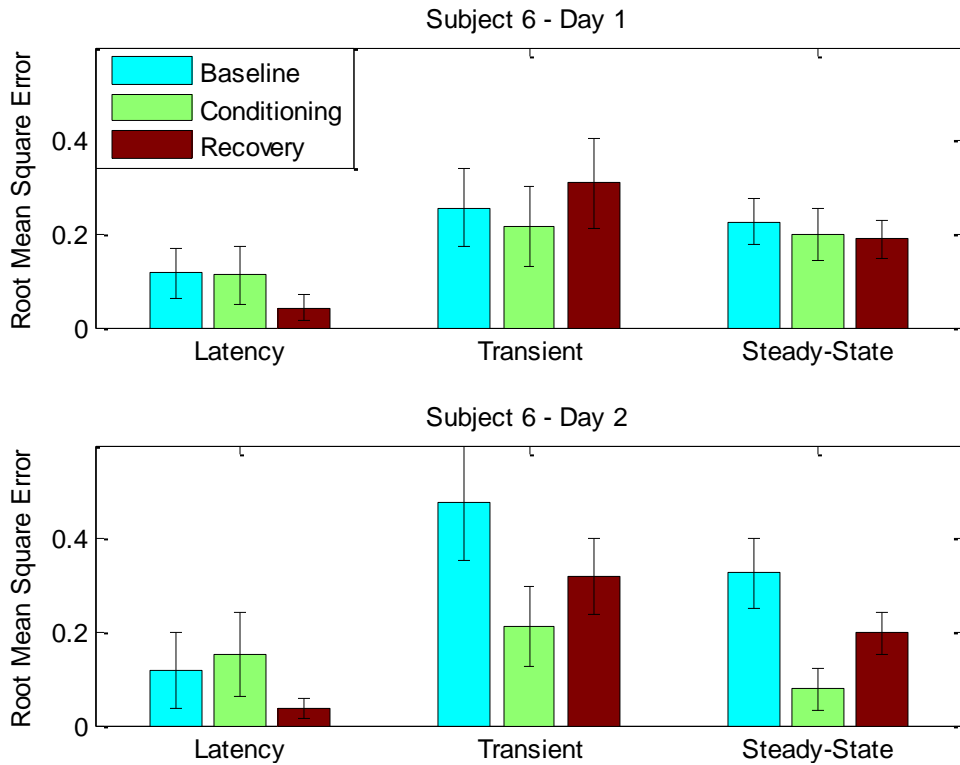 Subject 6 - Day 1
Root Mean Square Error
0.4
0.2
0
Baseline
Conditioning
Recovery
Latency
Transient
Steady-State
Subject 6 - Day 2
Root Mean Square Error
0.4
0.2
0
Latency
Transient
Steady-State